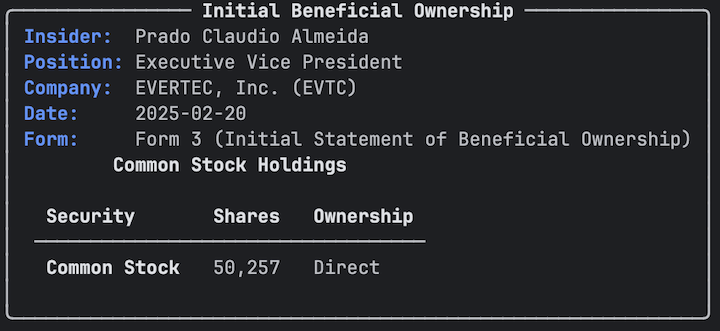 Initial Beneficial Ownership
Insider: Prado Claudio Almeida
Position: Executive Vice President
Company: EVERTEC, Inc. (EVTC)
Date: 2025-02-20
Form: Form 3 (Initial Statement of Beneficial Ownership)
Common Stock Holdings
Security Shares Ownership
Common Stock 50,257 Direct